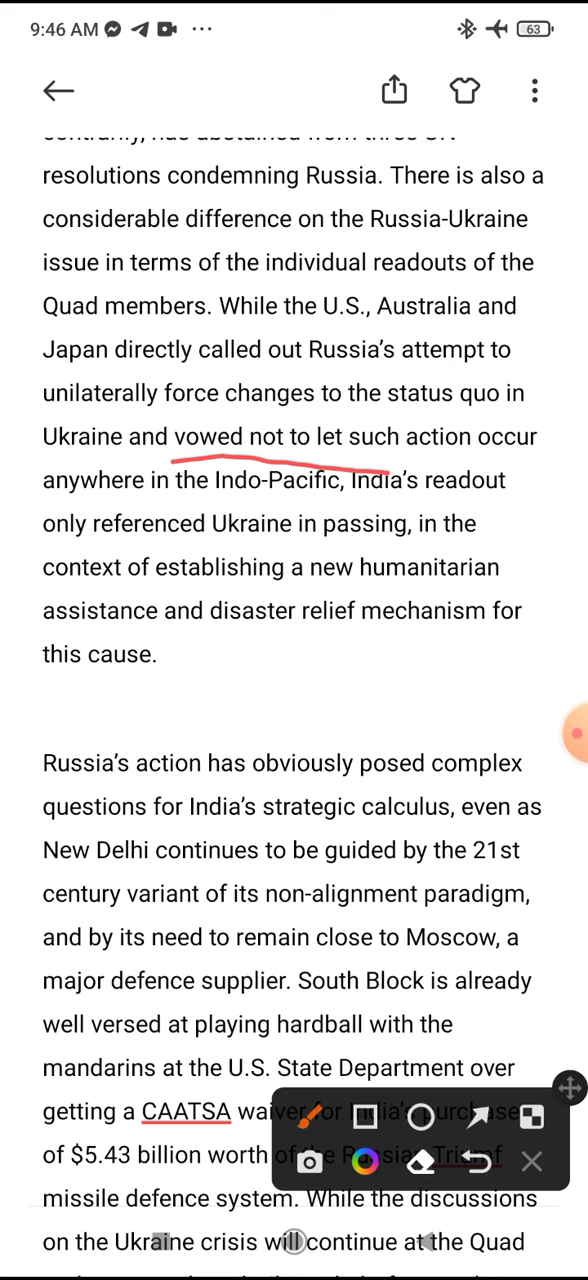 9:46 AM
63
resolutions condemning Russia. There is also a
considerable difference on the Russia-Ukraine
issue in terms of the individual readouts of the
Quad members. While the U.S., Australia and
Japan directly called out Russia’s attempt to
unilaterally force changes to the status quo in
Ukraine and vowed not to let such action occur
anywhere in the Indo-Pacific, India’s readout
only referenced Ukraine in passing, in the
context of establishing a new humanitarian
assistance and disaster relief mechanism for
this cause.
Russia’s action has obviously posed complex
questions for India’s strategic calculus, even as
New Delhi continues to be guided by the 21st
century variant of its non-alignment paradigm,
and by its need to remain close to Moscow, a
major defence supplier. South Block is already
well versed at playing hardball with the
mandarins at the U.S. State Department over
getting a CAATSA waiver for India’s purchase
of $5.43 billion worth of the Russian Triumf
missile defence system. While the discussions
on the Ukraine crisis will continue at the Quad